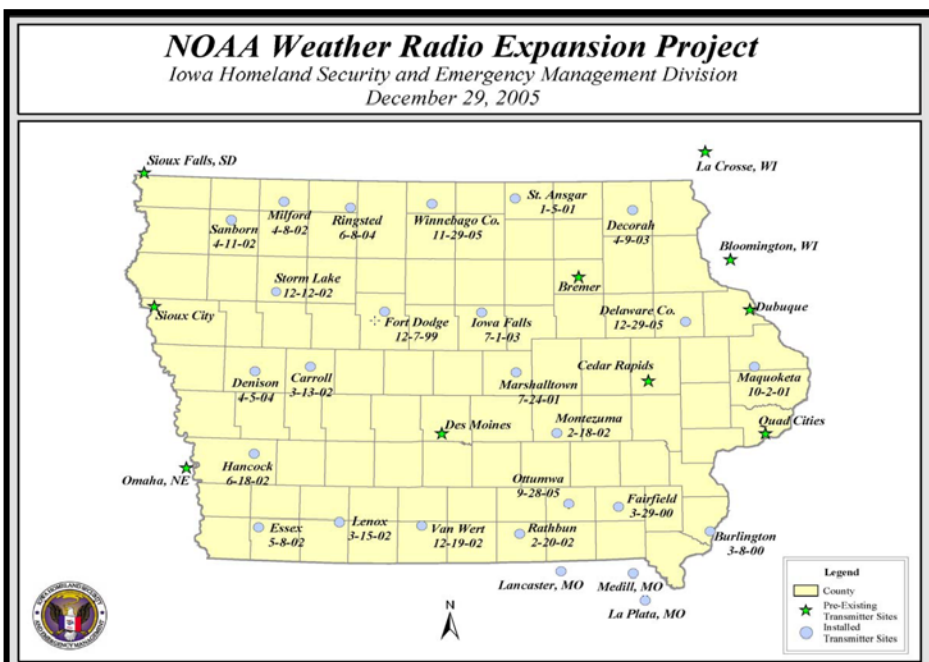 NOAA Weather Radio Expansion Project
Iowa Homeland Security and Emergency Management Division
December 29, 2005
Sioux Falls, SD
La Crosse, WI
Milford
4-8-02
Ringsted
6-8-04
Winnebago Co.
11-29-05
St. Ansgar
1-5-01
Sanborn
4-11-02
Decorah
4-9-03
Bloomington, WI
Storm Lake
12-12-02
Bremer
Sioux City
Fort Dodge
12-7-99
Iowa Falls
7-1-03
Delaware Co.
12-29-05
Dubuque
Denison
4-5-04
Carroll
3-13-02
Marshalltown
7-24-01
Cedar Rapids
Maquoketa
10-2-01
Des Moines
Montezuma
2-18-02
Quad Cities
Omaha, NE
Hancock
6-18-02
Ottumwa
9-28-05
Fairfield
3-29-00
Essex
5-8-02
Lenox
3-15-02
Van Wert
12-19-02
Rathbun
2-20-02
Burlington
3-8-00
Lancaster, MO
Medill, MO
La Plata, MO
N
Legend
County
Pre-Existing
Transmitter Sites
Installed
Transmitter Sites
IOWA HOMELAND SECURITY
AND EMERGENCY MANAGEMENT